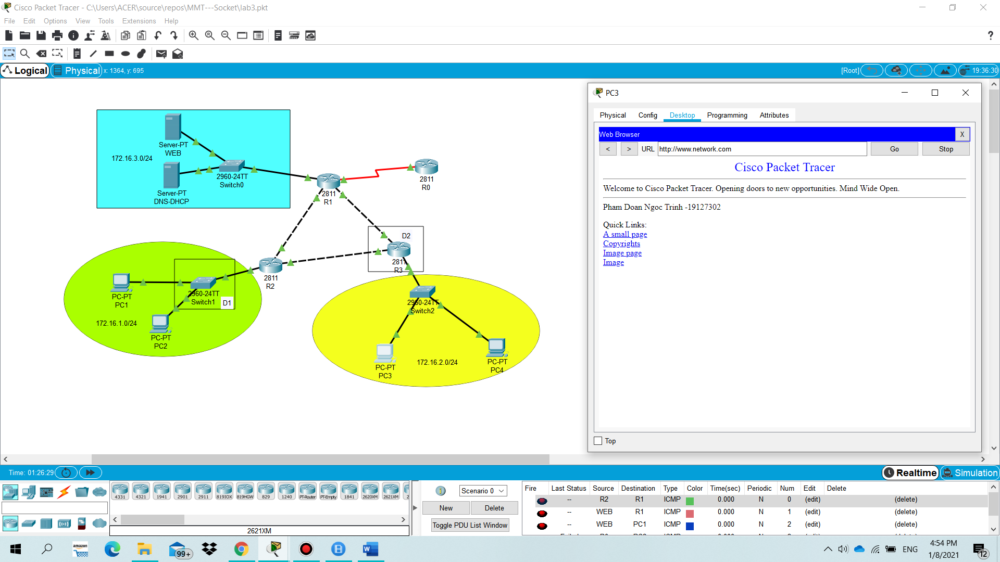 Cisco Packet Tracer - C:\Users\ACER\source\repos\MMT---Socket\lab3.pkt
File Edit Options View Tools Extensions Help
?
Logical Physical x: 1364, y: 695 [Root] 19:36:30
Server-PT
WEB
172.16.3.0/24
Server-PT
DNS-DHCP
2960-24TT
Switch0
2811
R1
2811
R0
D2
2811
R3
2811
R2
PC-PT
PC1
2960-24TT
Switch1
D1
172.16.1.0/24
PC-PT
PC2
2960-24TT
Switch2
PC-PT
PC3
172.16.2.0/24
PC-PT
PC4
PC3
Physical Config Desktop Programming Attributes
Web Browser X
< > URL http://www.network.com Go Stop
Cisco Packet Tracer
Welcome to Cisco Packet Tracer. Opening doors to new opportunities. Mind Wide Open.
Pham Doan Ngoc Trinh -19127302
Quick Links:
A small page
Copyrights
Image page
Image
Top
Time: 01:26:29 Realtime Simulation
4331 4321 1941 2901 2911 819IOX 819HGW 829 1240 PT-Router PT-Empty 1841 2620XM 2621XM
2621XM
Scenario 0
New Delete
Toggle PDU List Window
Fire Last Status Source Destination Type Color Time(sec) Periodic Num Edit Delete
-- R2 R1 ICMP 0.000 N 0 (edit) (delete)
-- WEB R1 ICMP 0.000 N 1 (edit) (delete)
-- WEB PC1 ICMP 0.000 N 2 (edit) (delete)
amazon
99+
ENG
4:54 PM
1/8/2021
12